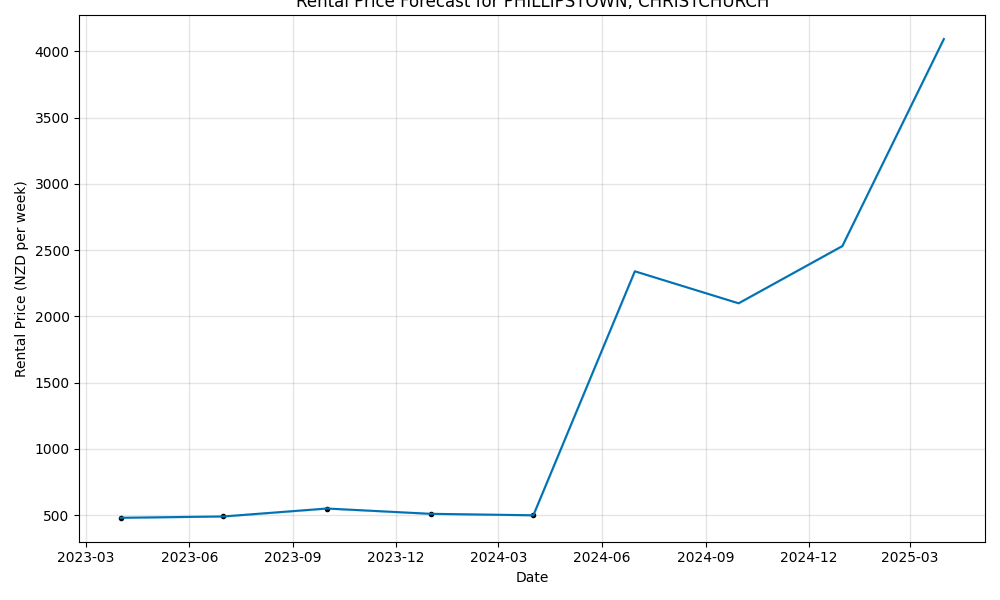 Rental Price Forecast for PHILLIPSTOWN, CHRISTCHURCH
Rental Price (NZD per week)
4000
3500
3000
2500
2000
1500
1000
500
2023-03 2023-06 2023-09 2023-12 2024-03 2024-06 2024-09 2024-12 2025-03
Date